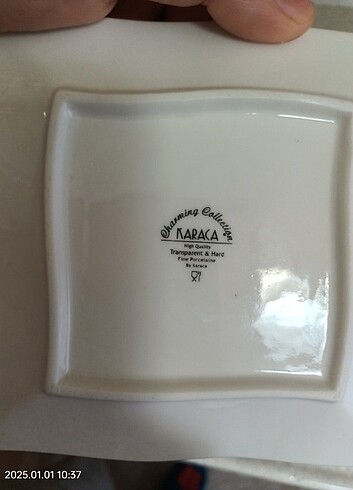 Charming Collection
KARACA
High Quality
Transparent & Hard
Fine Porcelaine
By Karaca
2025.01.01 10:37